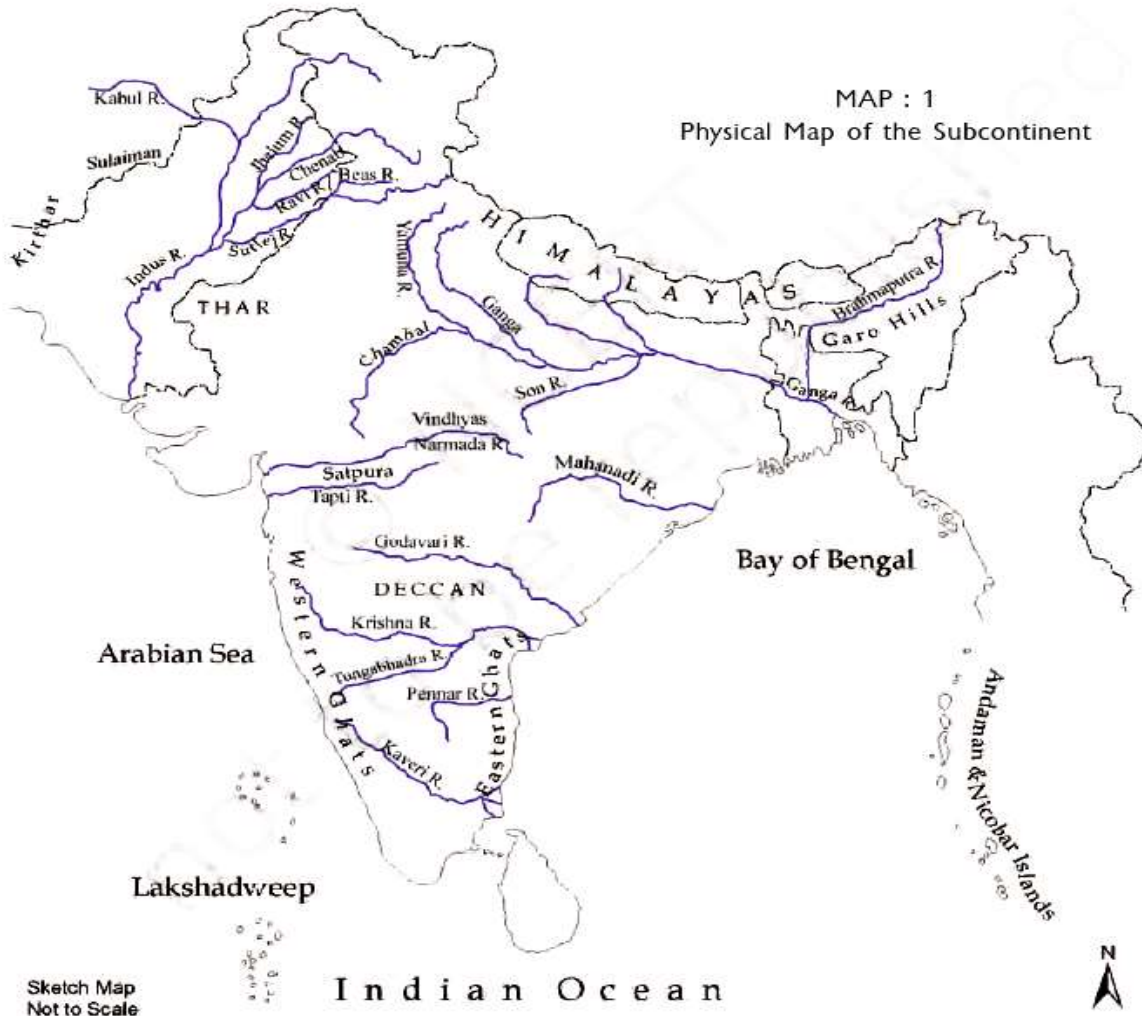 MAP : 1
Physical Map of the Subcontinent
Kabul R.
Sulaiman
Kirthar
Jhelum R.
Chenab
Ravi R.
Beas R.
Sutlej R.
Indus R.
THAR
HIMALAYAS
Yamuna R.
Ganga
Chambal
Brahmaputra R.
Garo Hills
Ganga R.
Son R.
Vindhyas
Narmada R.
Satpura
Tapti R.
Mahanadi R.
Godavari R.
DECCAN
Bay of Bengal
Western Ghats
Krishna R.
Arabian Sea
Tungabhadra R.
Pennar R.
Eastern Ghats
Kaveri R.
Andaman & Nicobar Islands
Lakshadweep
N
Sketch Map
Not to Scale
Indian Ocean